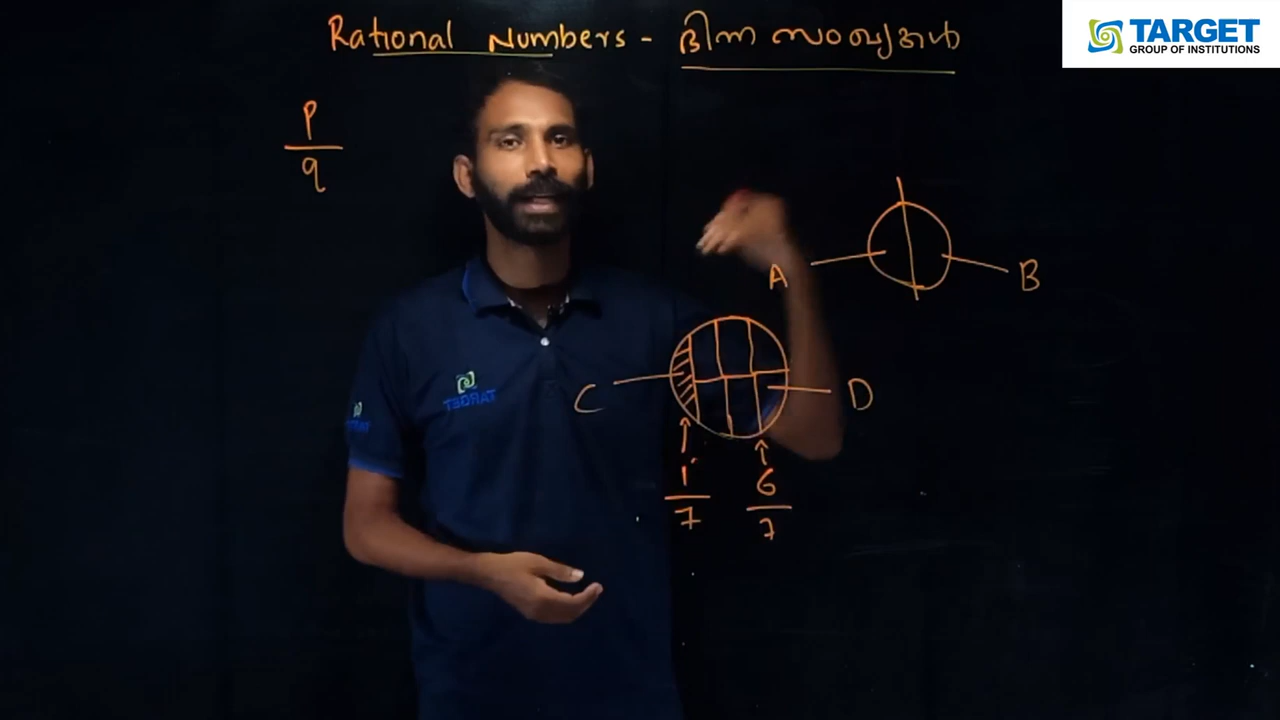 Rational Numbers - ഭിന്ന സംഖ്യകൾ
TARGET
GROUP OF INSTITUTIONS
P
q
A
B
C
D
1
7
6
7
TARGET